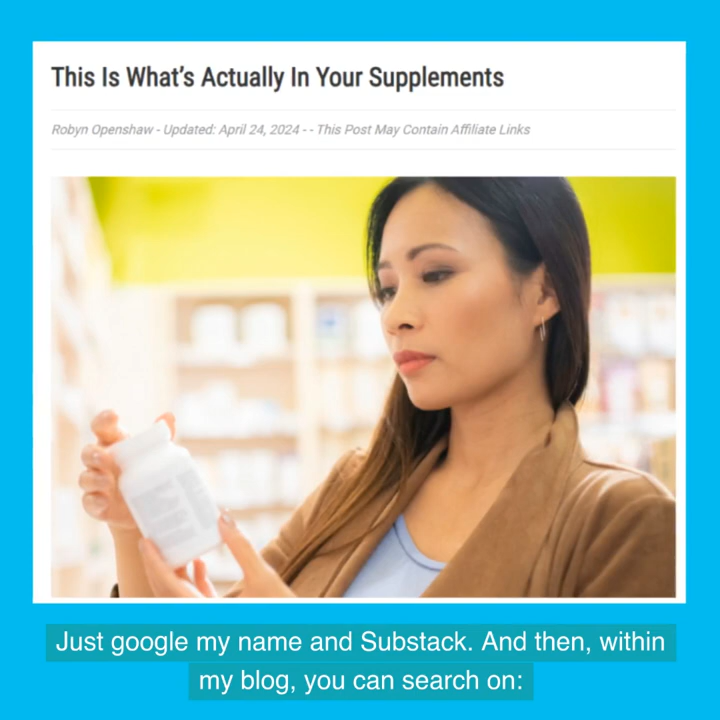 This Is What’s Actually In Your Supplements
Robyn Openshaw - Updated: April 24, 2024 - - This Post May Contain Affiliate Links
Just google my name and Substack. And then, within
my blog, you can search on: